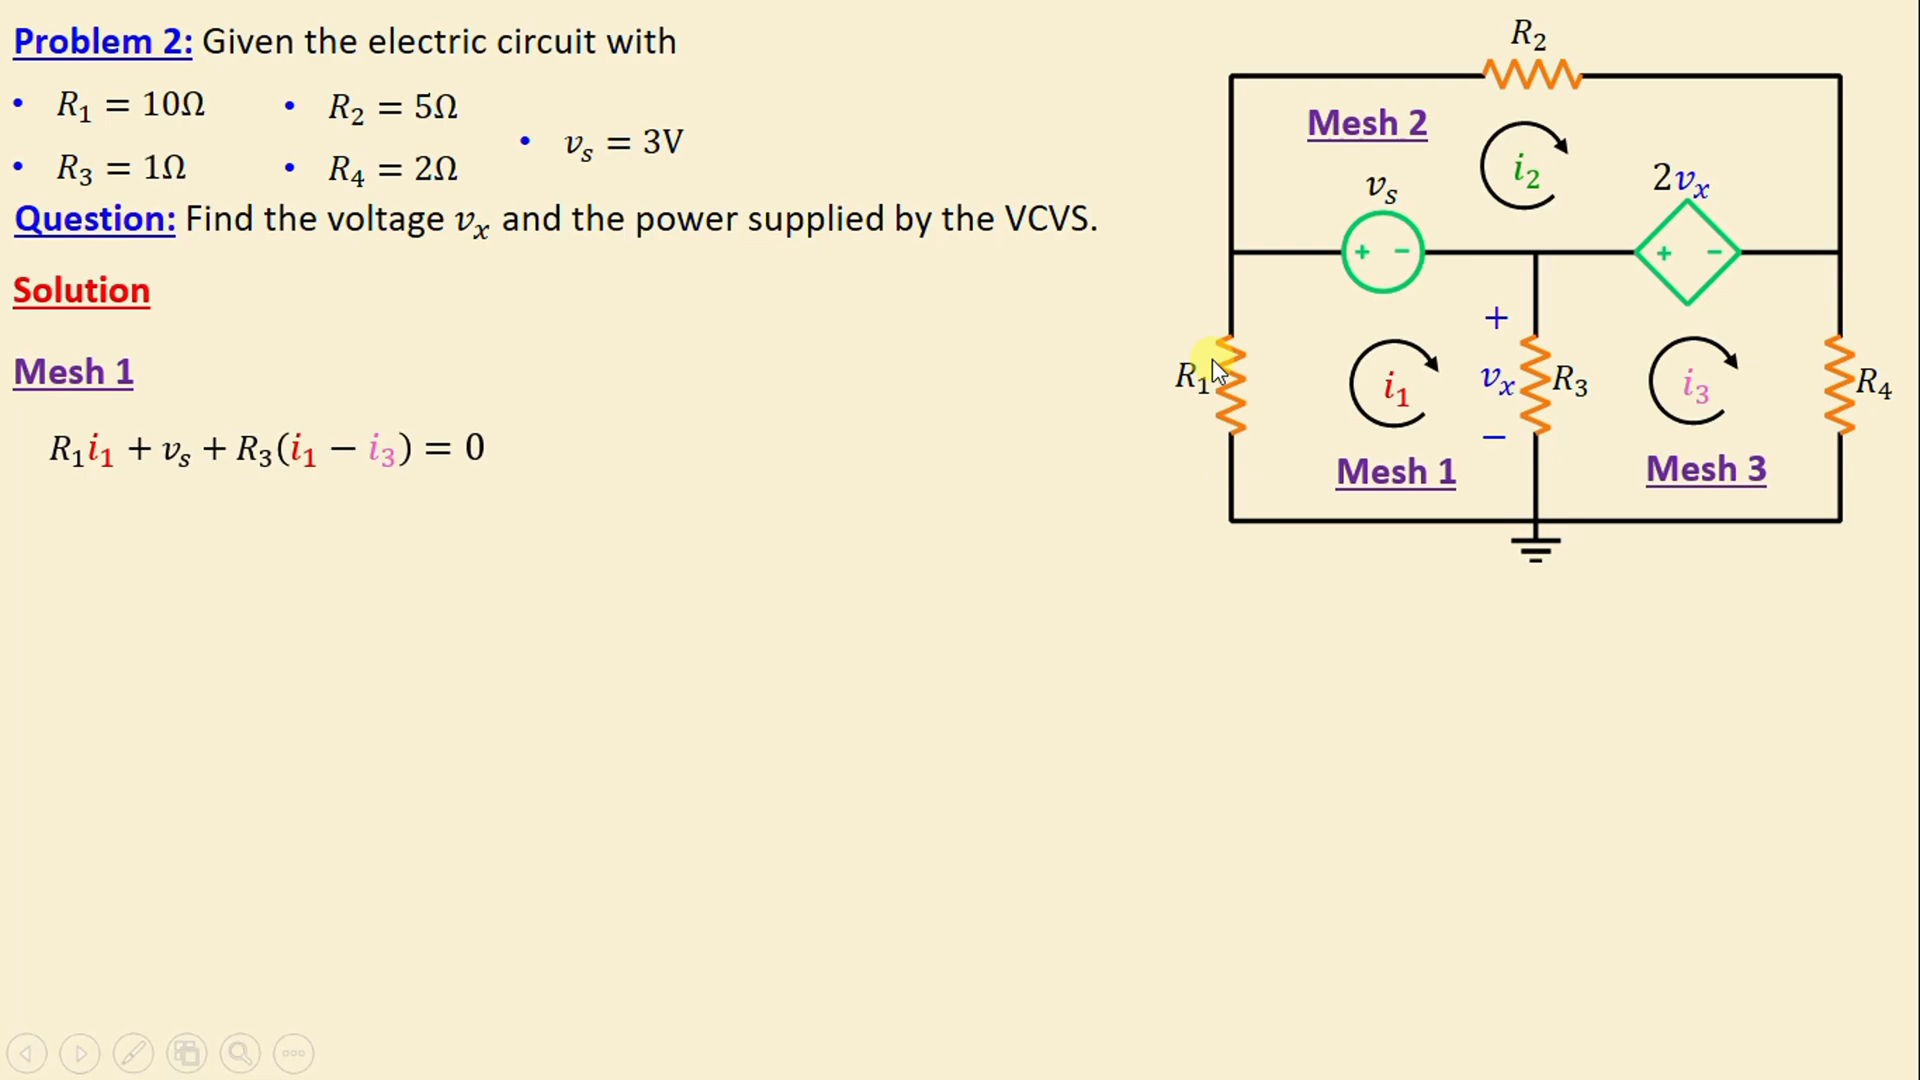 Problem 2: Given the electric circuit with
• R₁ = 10Ω • R₂ = 5Ω
• vₛ = 3V
• R₃ = 1Ω • R₄ = 2Ω
Question: Find the voltage vₓ and the power supplied by the VCVS.
Solution
Mesh 1
R₁i₁ + vₛ + R₃(i₁ − i₃) = 0
R₂
Mesh 2
i₂
vₛ
2vₓ
+ −
+ −
+
R₁
i₁
vₓ
R₃
i₃
R₄
−
Mesh 1
Mesh 3